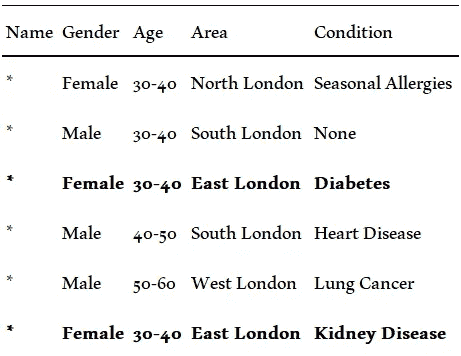 Name Gender Age Area Condition
* Female 30-40 North London Seasonal Allergies
* Male 30-40 South London None
* Female 30-40 East London Diabetes
* Male 40-50 South London Heart Disease
* Male 50-60 West London Lung Cancer
* Female 30-40 East London Kidney Disease